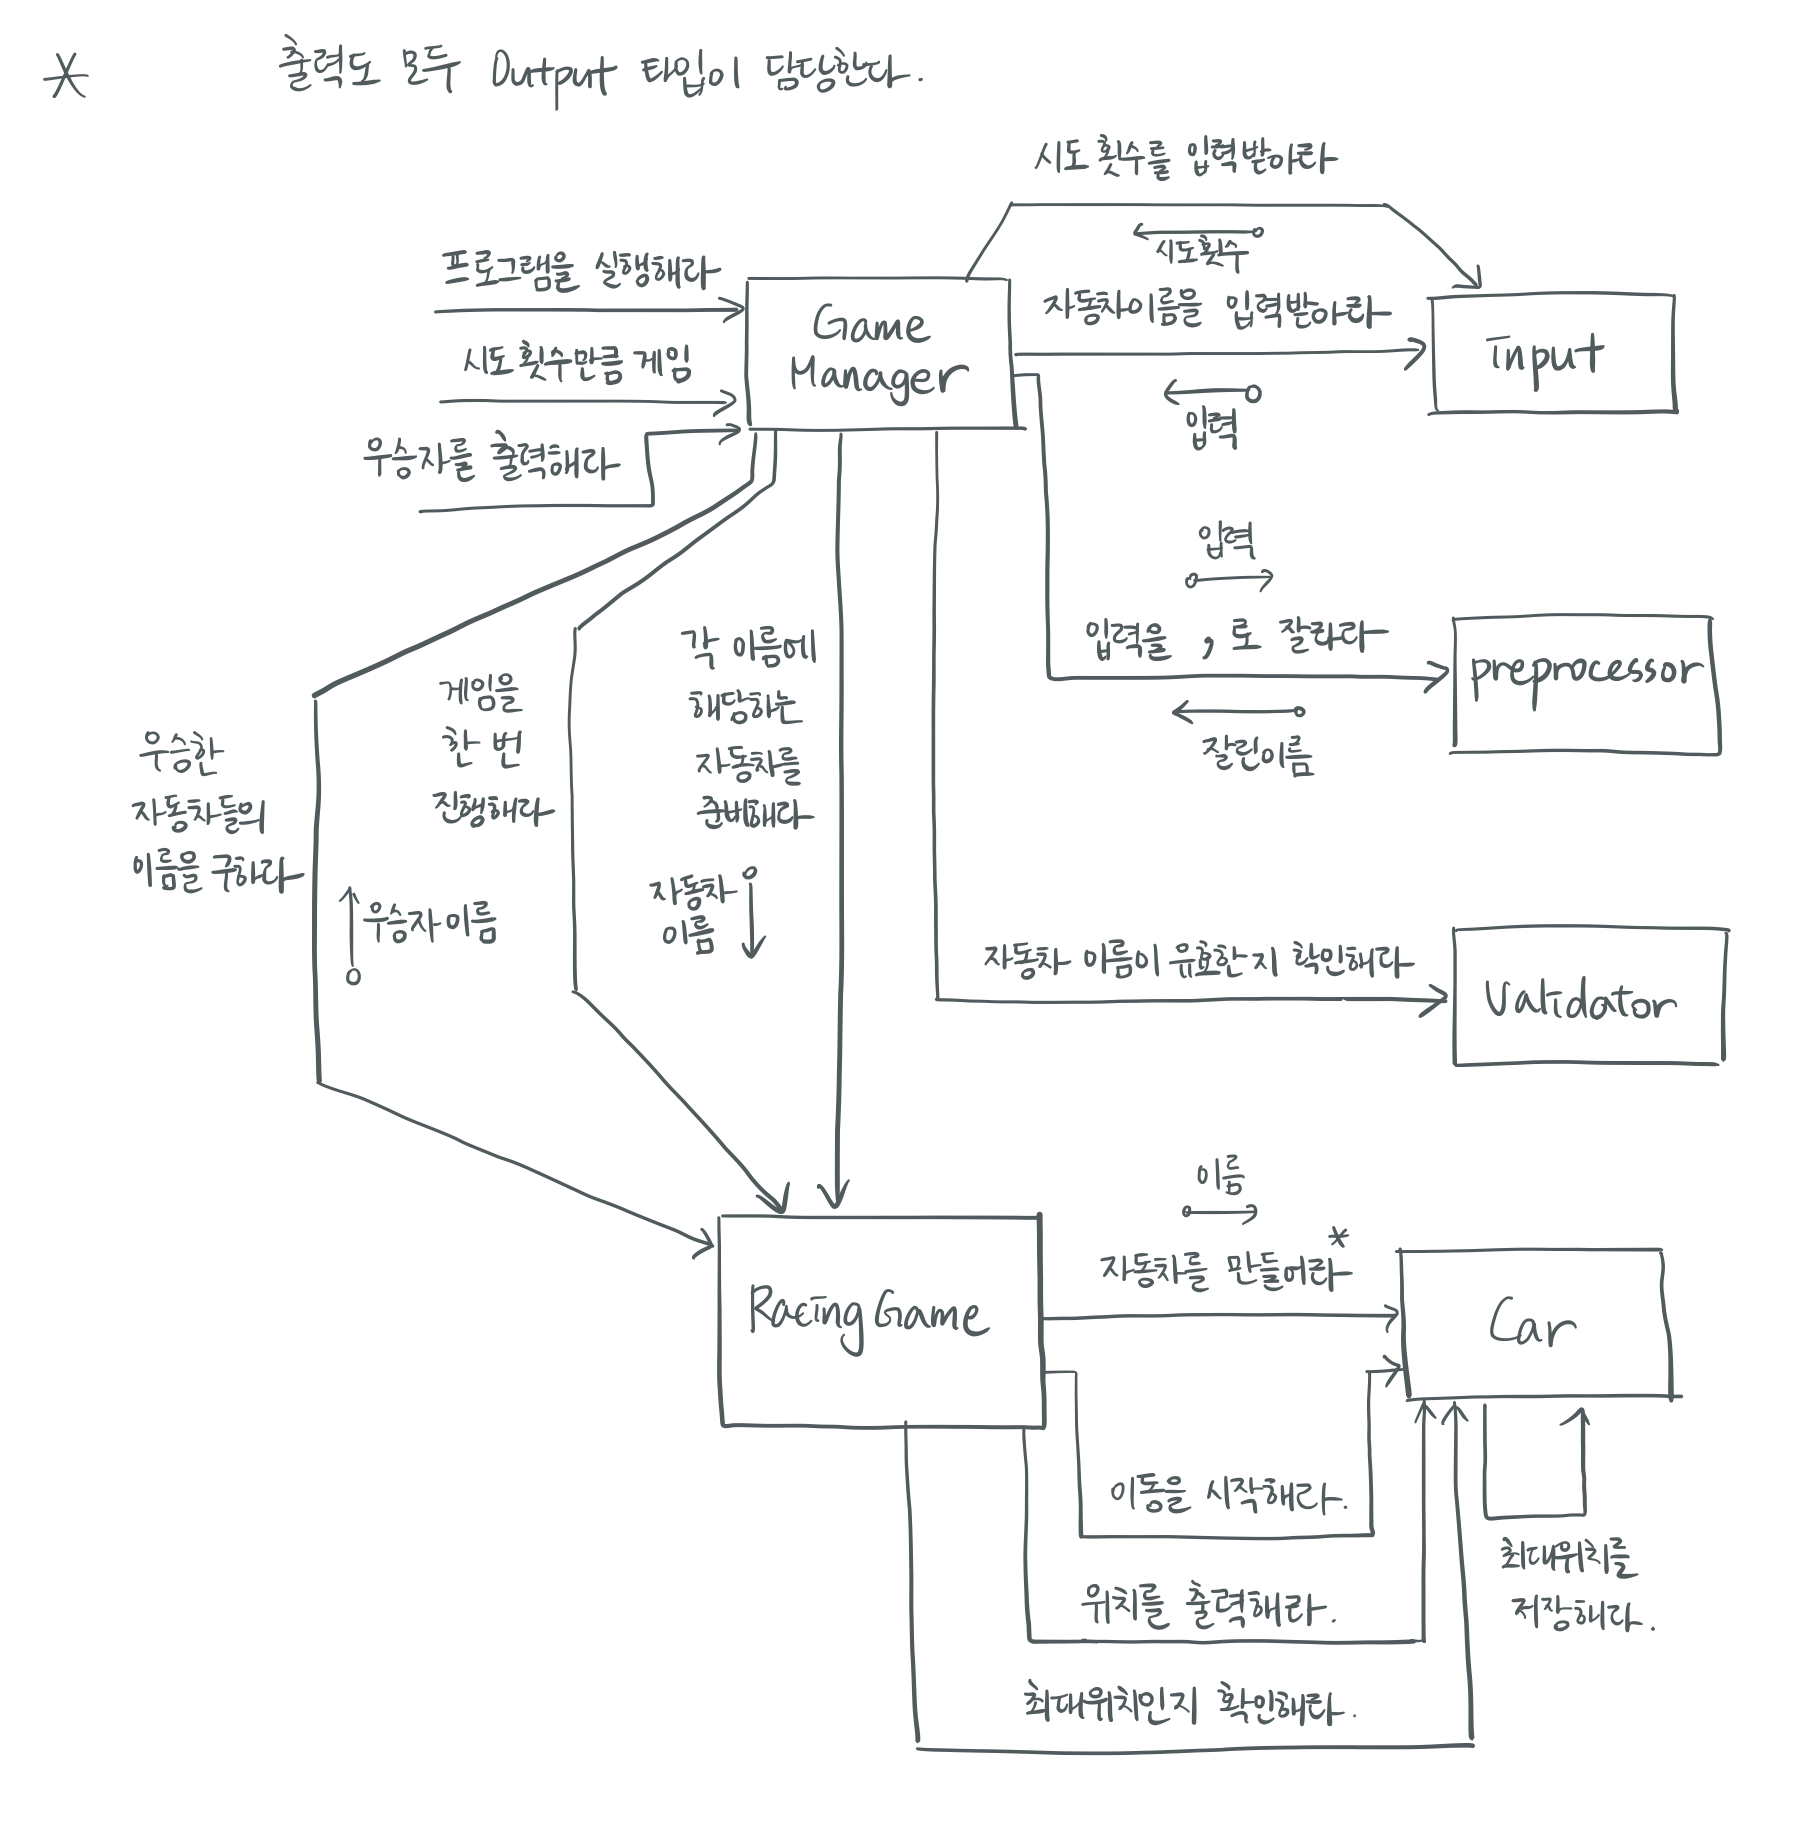 * 출력도 모두 Output 타입이 담당한다.
시도 횟수를 입력받아라
시도횟수
프로그램을 실행해라
자동차이름을 입력받아라
Game
Manager
input
시도 횟수만큼 게임
입력
우승자를 출력해라
입력
입력을 , 로 잘라라
preprocessor
잘린이름
각 이름에
해당하는
자동차를
준비해라
게임을
한 번
진행해라
우승한
자동차들의
이름을 구하라
우승자 이름
자동차
이름
자동차 이름이 유효한지 확인해라
Validator
이름
자동차를 만들어라*
RacingGame
Car
이동을 시작해라.
위치를 출력해라.
최대위치를
저장해라.
최대위치인지 확인해라.